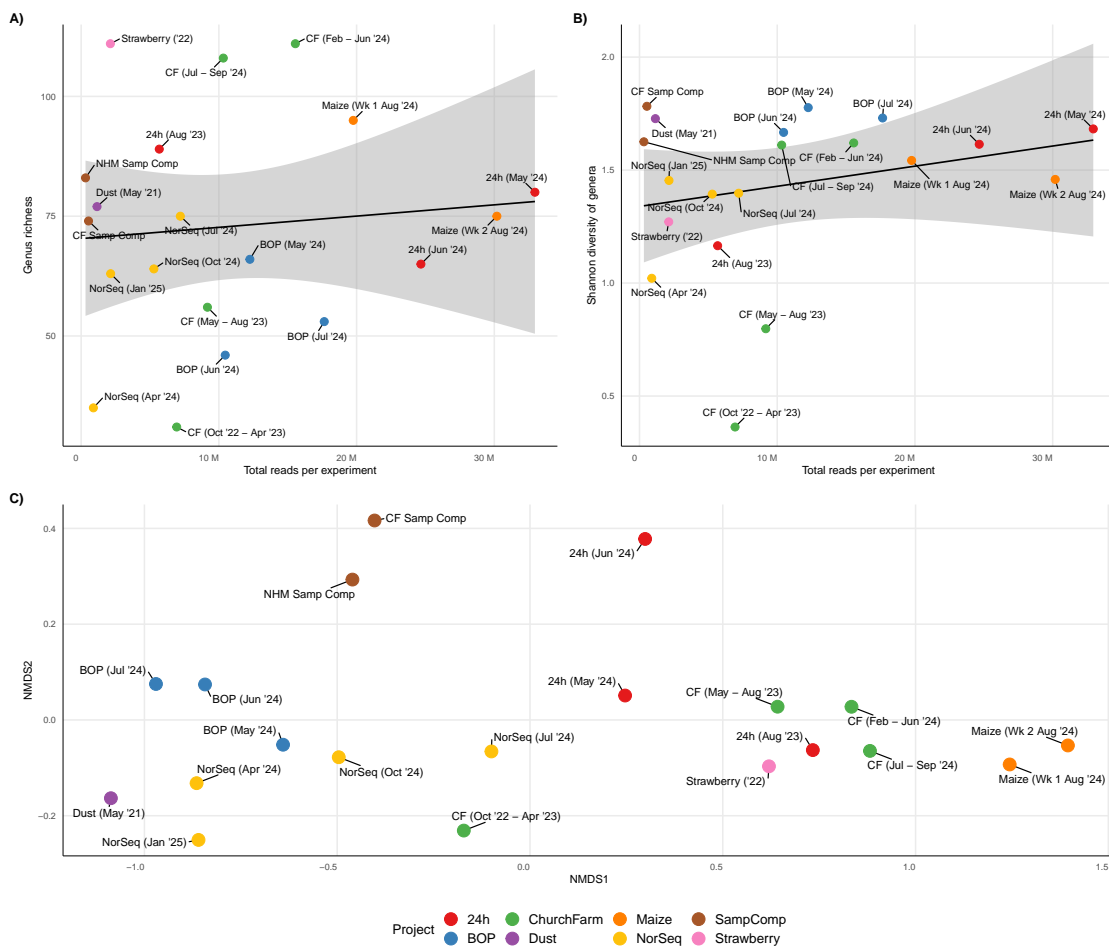 A)
Strawberry ('22)
CF (Feb – Jun '24)
CF (Jul – Sep '24)
Maize (Wk 1 Aug '24)
24h (Aug '23)
NHM Samp Comp
24h (May '24)
Dust (May '21)
CF Samp Comp
NorSeq (Jul '24)
Maize (Wk 2 Aug '24)
BOP (May '24)
24h (Jun '24)
NorSeq (Oct '24)
NorSeq (Jan '25)
CF (May – Aug '23)
BOP (Jul '24)
BOP (Jun '24)
NorSeq (Apr '24)
CF (Oct '22 – Apr '23)
100
75
50
Genus richness
0
10 M
20 M
30 M
Total reads per experiment
B)
CF Samp Comp
BOP (May '24)
BOP (Jul '24)
Dust (May '21)
BOP (Jun '24)
24h (May '24)
24h (Jun '24)
NHM Samp Comp
CF (Feb – Jun '24)
NorSeq (Jan '25)
CF (Jul – Sep '24)
Maize (Wk 1 Aug '24)
Maize (Wk 2 Aug '24)
NorSeq (Oct '24)
NorSeq (Jul '24)
Strawberry ('22)
24h (Aug '23)
NorSeq (Apr '24)
CF (May – Aug '23)
CF (Oct '22 – Apr '23)
2.0
1.5
1.0
0.5
Shannon diversity of genera
0
10 M
20 M
30 M
Total reads per experiment
C)
CF Samp Comp
24h (Jun '24)
NHM Samp Comp
BOP (Jul '24)
BOP (Jun '24)
24h (May '24)
CF (May – Aug '23)
CF (Feb – Jun '24)
BOP (May '24)
NorSeq (Jul '24)
24h (Aug '23)
Maize (Wk 2 Aug '24)
NorSeq (Apr '24)
NorSeq (Oct '24)
Strawberry ('22)
CF (Jul – Sep '24)
Maize (Wk 1 Aug '24)
Dust (May '21)
CF (Oct '22 – Apr '23)
NorSeq (Jan '25)
0.4
0.2
0.0
−0.2
NMDS2
−1.0
−0.5
0.0
0.5
1.0
1.5
NMDS1
Project
24h
ChurchFarm
Maize
SampComp
BOP
Dust
NorSeq
Strawberry